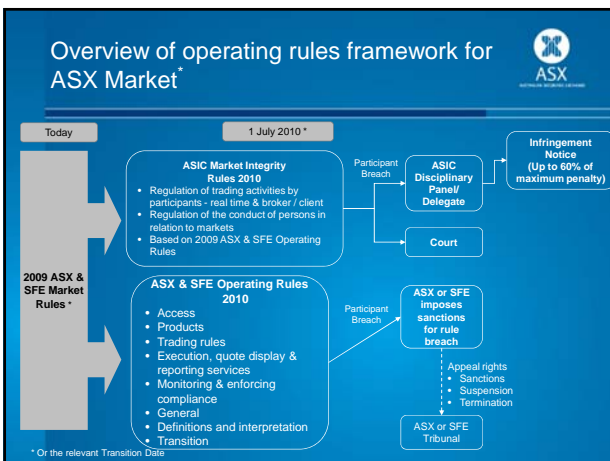 Overview of operating rules framework for
ASX Market*
ASX
Today
1 July 2010 *
2009 ASX &
SFE Market
Rules *
ASIC Market Integrity
Rules 2010
• Regulation of trading activities by
participants - real time & broker / client
• Regulation of the conduct of persons in
relation to markets
• Based on 2009 ASX & SFE Operating
Rules
Participant
Breach
ASIC
Disciplinary
Panel/
Delegate
Infringement
Notice
(Up to 60% of
maximum penalty)
Court
ASX & SFE Operating Rules
2010
• Access
• Products
• Trading rules
• Execution, quote display &
reporting services
• Monitoring & enforcing
compliance
• General
• Definitions and interpretation
• Transition
Participant
Breach
ASX or SFE
imposes
sanctions
for rule
breach
Appeal rights
• Sanctions
• Suspension
• Termination
ASX or SFE
Tribunal
* Or the relevant Transition Date